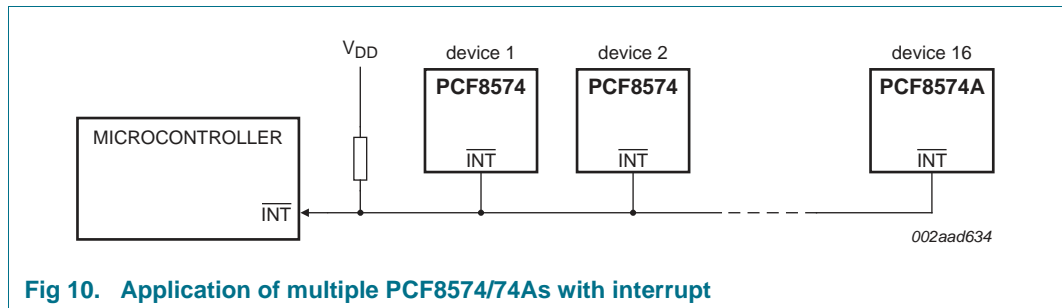 VDD
device 1
device 2
device 16
PCF8574
PCF8574
PCF8574A
MICROCONTROLLER
INT
INT
INT
INT
002aad634
Fig 10. Application of multiple PCF8574/74As with interrupt